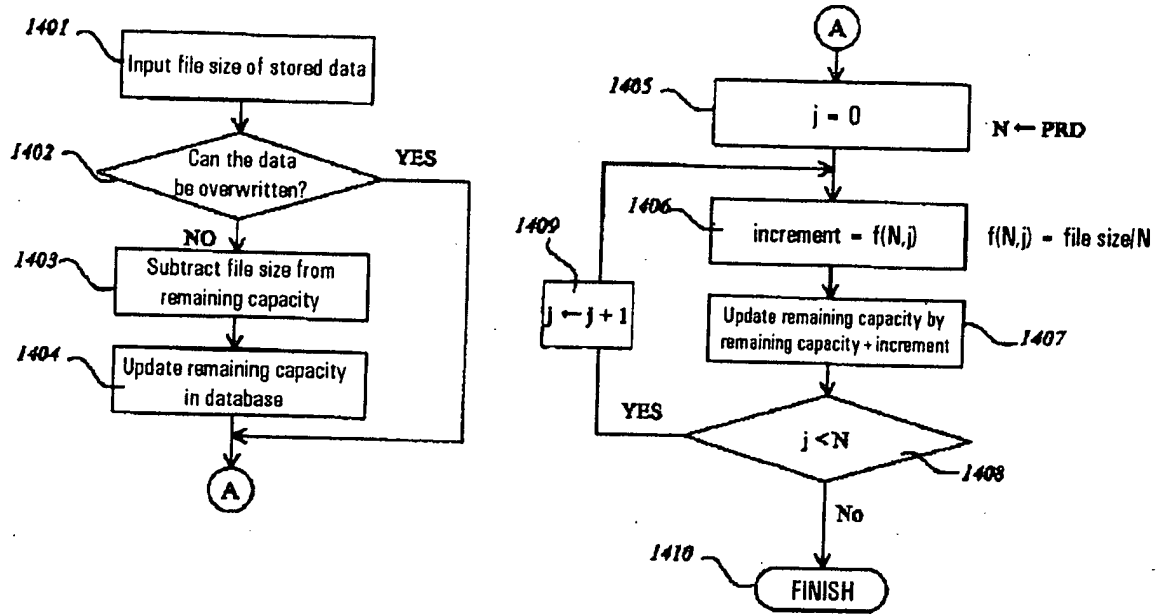 1401
Input file size of stored data
1402
Can the data
be overwritten?
YES
NO
1403
Subtract file size from
remaining capacity
1404
Update remaining capacity
in database
A
A
1405
j = 0
N ← PRD
1406
increment = f(N,j)
f(N,j) = file size/N
1409
j ← j + 1
Update remaining capacity by
remaining capacity + increment
1407
YES
j < N
1408
No
1410
FINISH